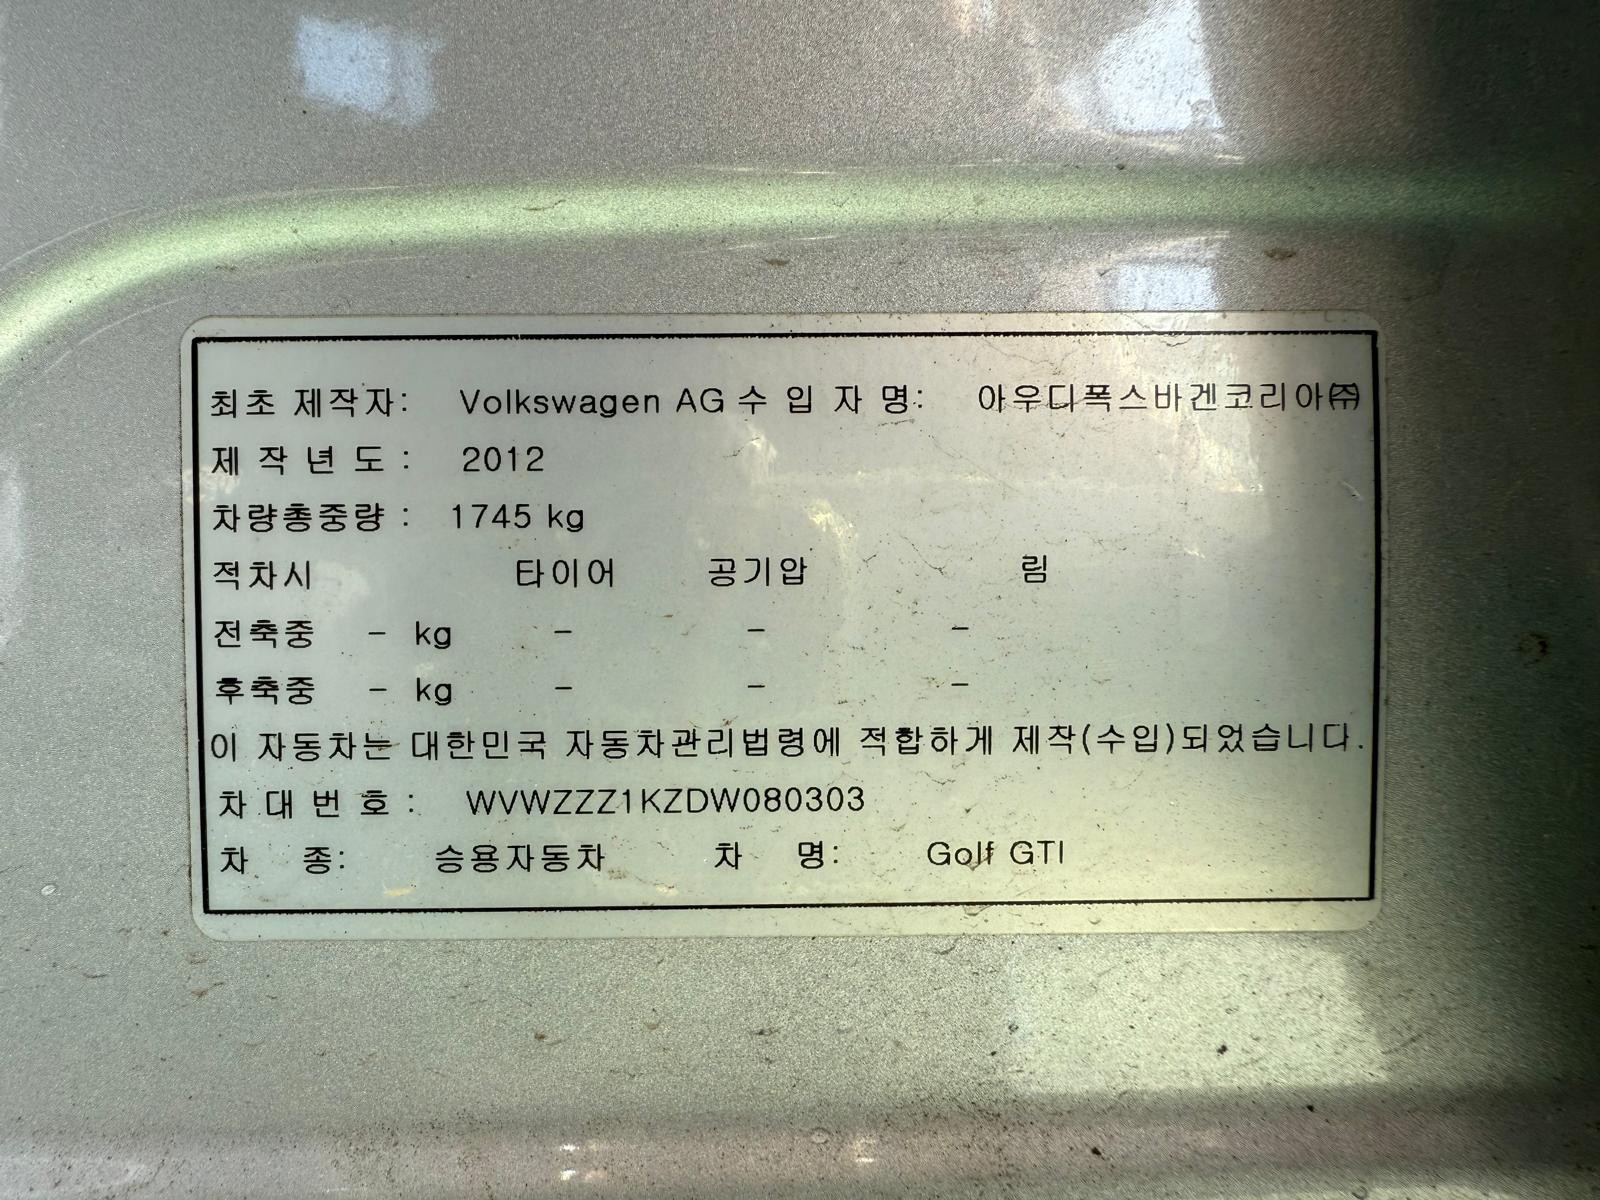 최초 제작자: Volkswagen AG 수 입 자 명: 아우디폭스바겐코리아㈜
제 작 년 도 : 2012
차량총중량 : 1745 kg
적차시 타이어 공기압 림
전축중 - kg - - -
후축중 - kg - - -
이 자동차는 대한민국 자동차관리법령에 적합하게 제작(수입)되었습니다.
차 대 번 호 : WVWZZZ1KZDW080303
차 종: 승용자동차 차 명: Golf GTI